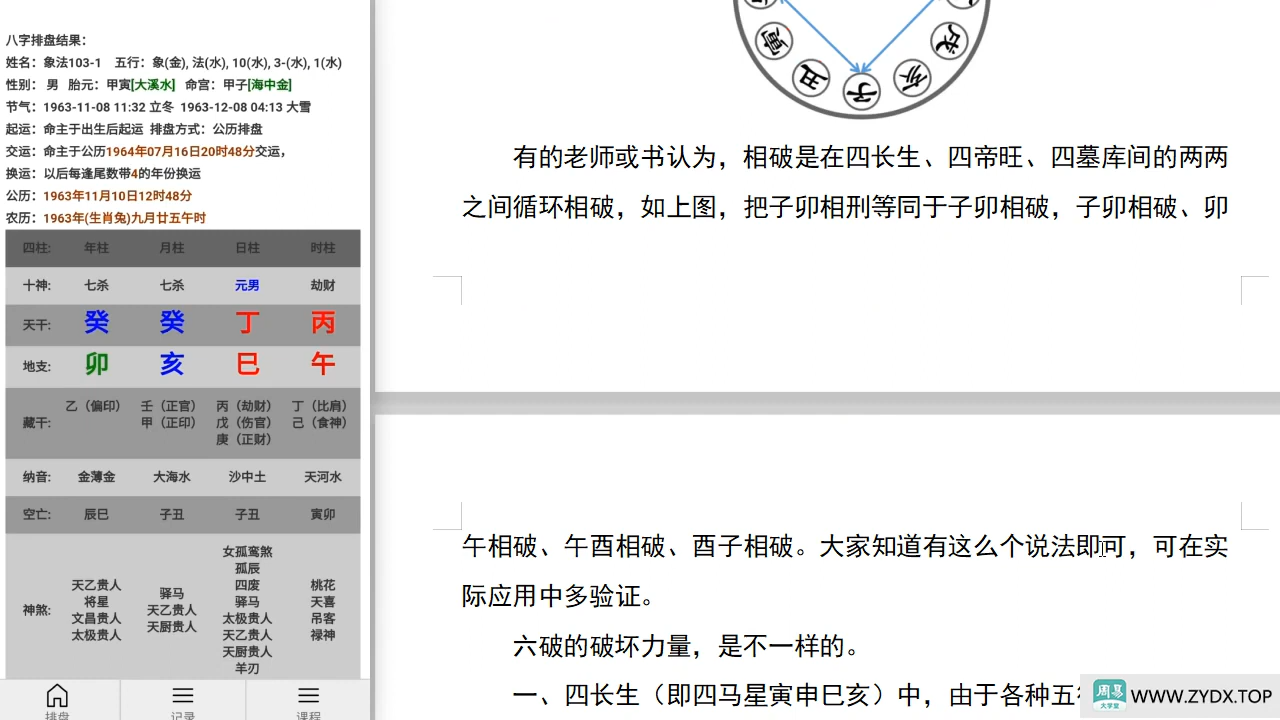 八字排盘结果：
姓名：象法103-1 五行：象(金), 法(水), 10(水), 3-(水), 1(水)
性别： 男 胎元：甲寅[大溪水] 命宫：甲子[海中金]
节气：1963-11-08 11:32 立冬 1963-12-08 04:13 大雪
起运：命主于出生后起运 排盘方式：公历排盘
交运：命主于公历1964年07月16日20时48分交运，
换运：以后每逢尾数带4的年份换运
公历：1963年11月10日12时48分
农历：1963年(生肖兔)九月廿五午时
四柱: 年柱 月柱 日柱 时柱
十神: 七杀 七杀 元男 劫财
天干: 癸 癸 丁 丙
地支: 卯 亥 巳 午
藏干: 乙（偏印） 壬（正官） 丙（劫财） 丁（比肩）
甲（正印） 戊（伤官） 己（食神）
庚（正财）
纳音: 金薄金 大海水 沙中土 天河水
空亡: 辰巳 子丑 子丑 寅卯
神煞:
天乙贵人
将星
文昌贵人
太极贵人
驿马
天乙贵人
天厨贵人
女孤鸾煞
孤辰
四废
驿马
太极贵人
天乙贵人
天厨贵人
羊刃
桃花
天喜
吊客
禄神
排盘 记录 课程
寅 丑 子 亥 戌
有的老师或书认为，相破是在四长生、四帝旺、四墓库间的两两
之间循环相破，如上图，把子卯相刑等同于子卯相破，子卯相破、卯
午相破、午酉相破、酉子相破。大家知道有这么个说法即可，可在实
际应用中多验证。
六破的破坏力量，是不一样的。
一、四长生（即四马星寅申巳亥）中，由于各种五
周易
大学堂
WWW.ZYDX.TOP